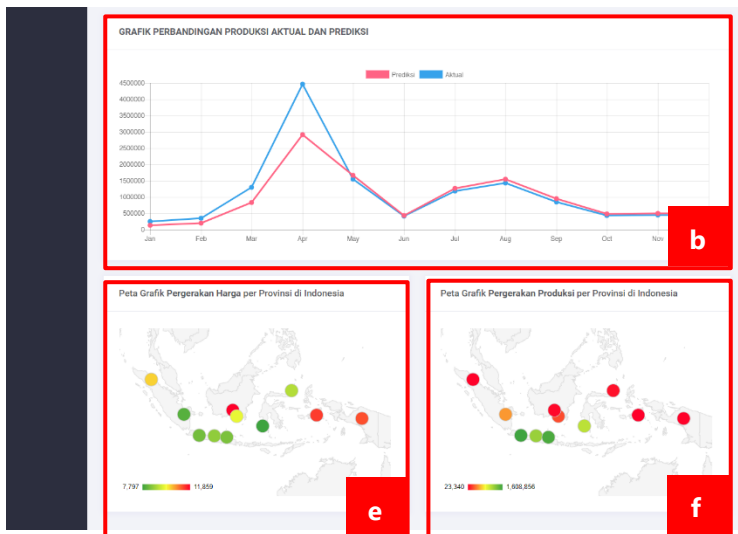 GRAFIK PERBANDINGAN PRODUKSI AKTUAL DAN PREDIKSI
Prediksi Aktual
4500000
4000000
3500000
3000000
2500000
2000000
1500000
1000000
500000
0
Jan Feb Mar Apr May Jun Jul Aug Sep Oct Nov
b
Peta Grafik Pergerakan Harga per Provinsi di Indonesia
7,797 11,859
e
Peta Grafik Pergerakan Produksi per Provinsi di Indonesia
23,340 1,608,856
f